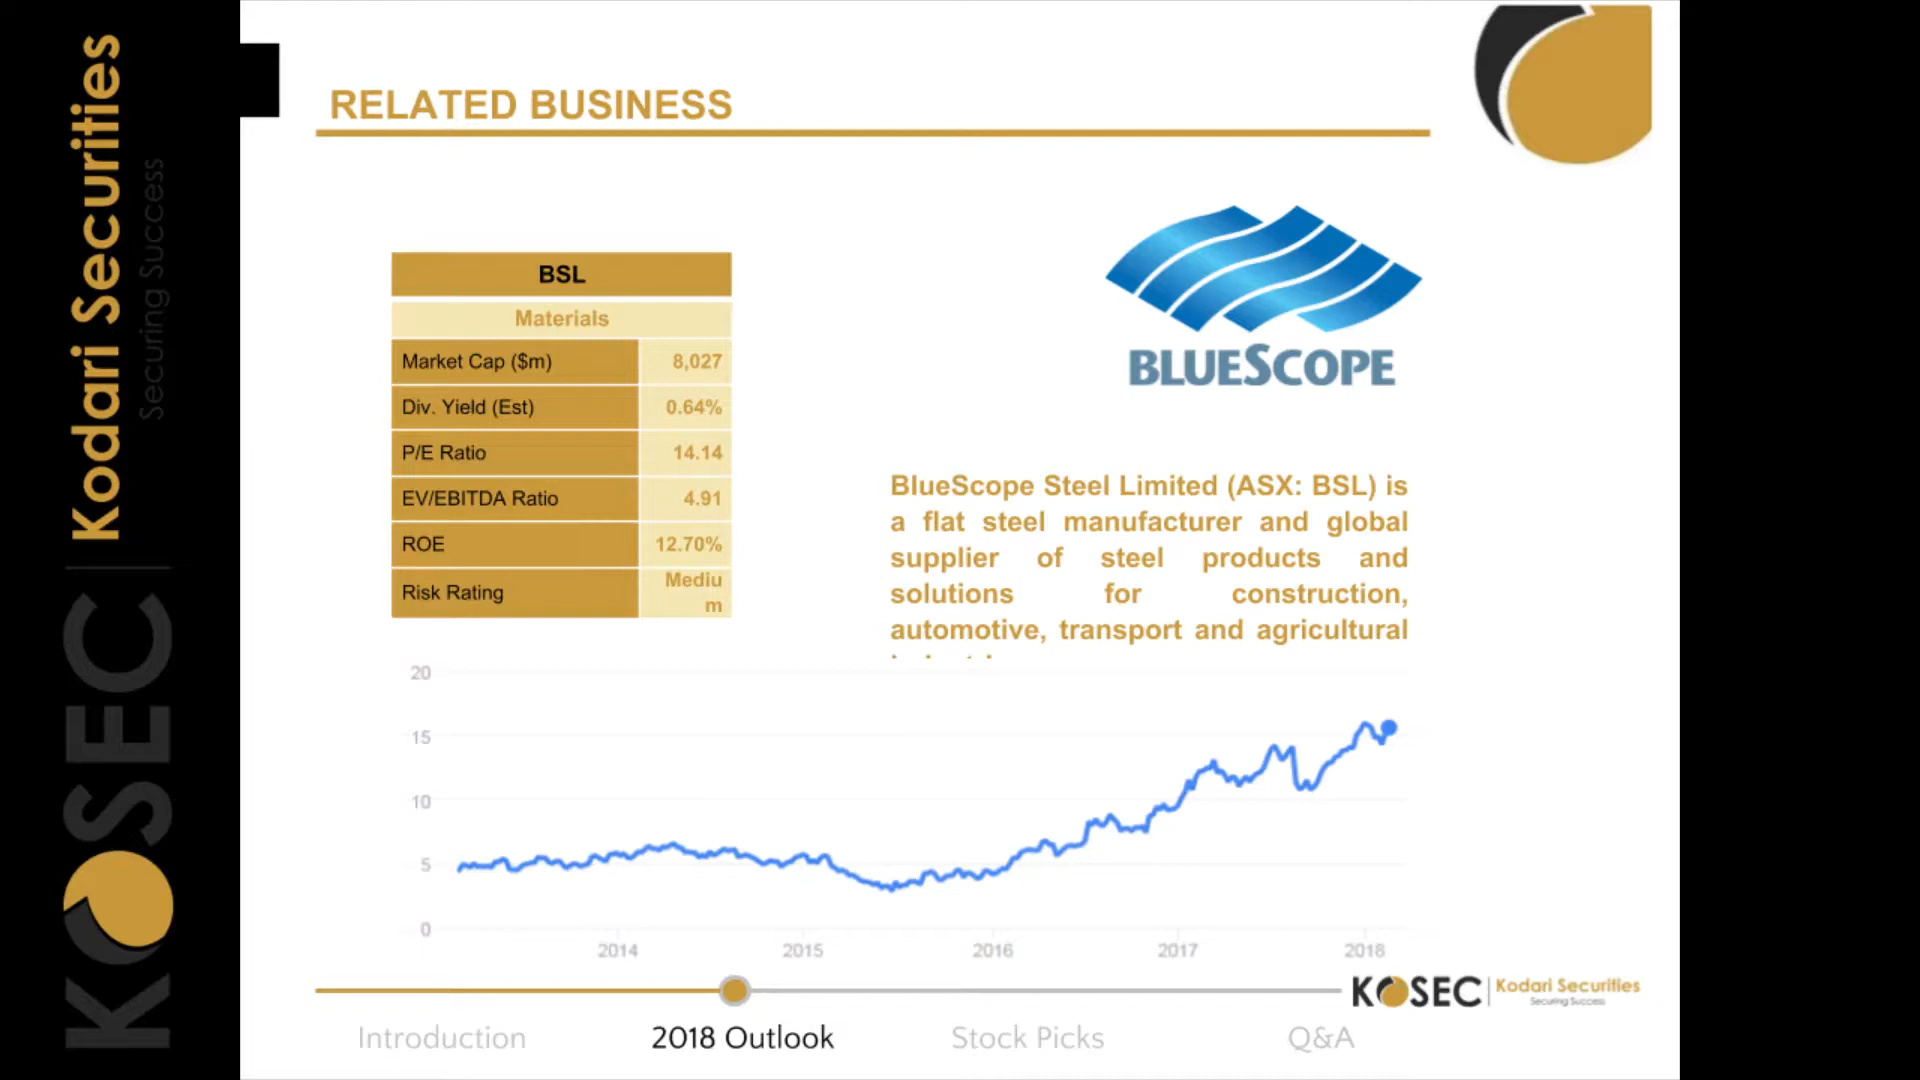 KOSEC | Kodari Securities
Securing Success
RELATED BUSINESS
BSL
Materials
Market Cap ($m) 8,027
Div. Yield (Est) 0.64%
P/E Ratio 14.14
EV/EBITDA Ratio 4.91
ROE 12.70%
Risk Rating Mediu
m
BLUESCOPE
BlueScope Steel Limited (ASX: BSL) is
a flat steel manufacturer and global
supplier of steel products and
solutions for construction,
automotive, transport and agricultural
20
15
10
5
0
2014 2015 2016 2017 2018
KOSEC | Kodari Securities
Securing Success
Introduction 2018 Outlook Stock Picks Q&A